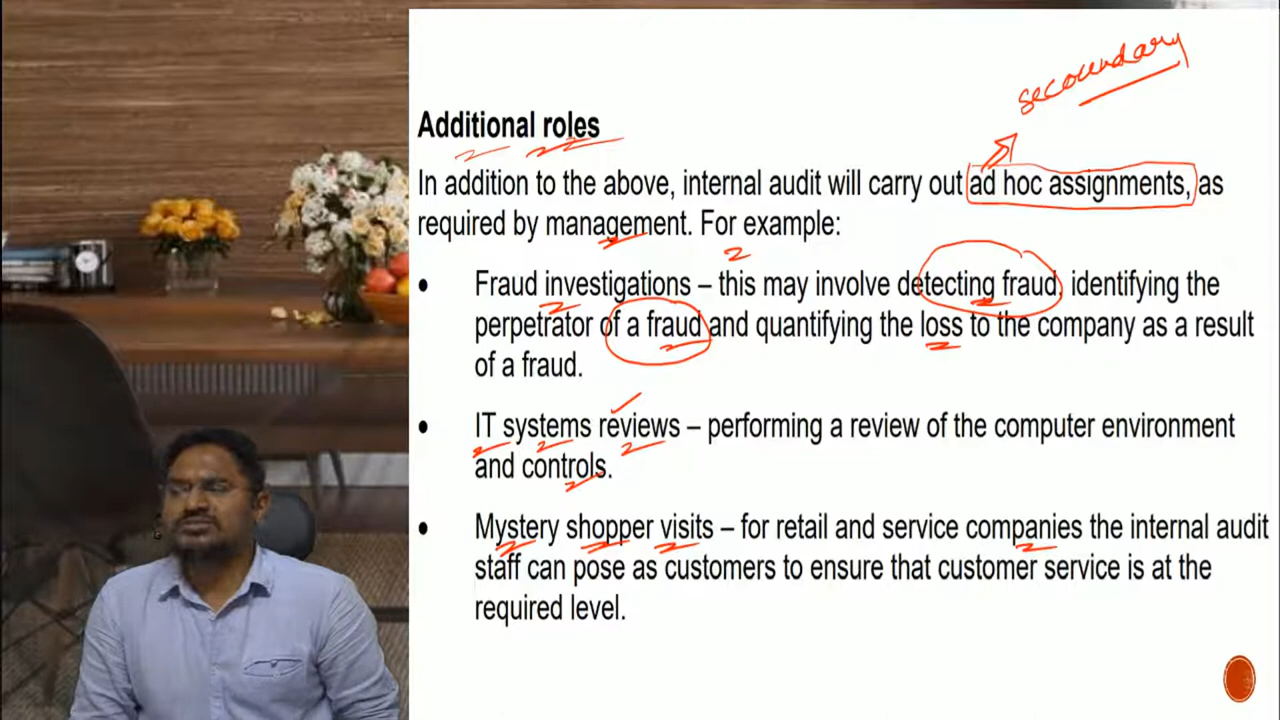 secoundary
Additional roles
In addition to the above, internal audit will carry out ad hoc assignments, as
required by management. For example:
• Fraud investigations – this may involve detecting fraud, identifying the
perpetrator of a fraud and quantifying the loss to the company as a result
of a fraud.
• IT systems reviews – performing a review of the computer environment
and controls.
• Mystery shopper visits – for retail and service companies the internal audit
staff can pose as customers to ensure that customer service is at the
required level.